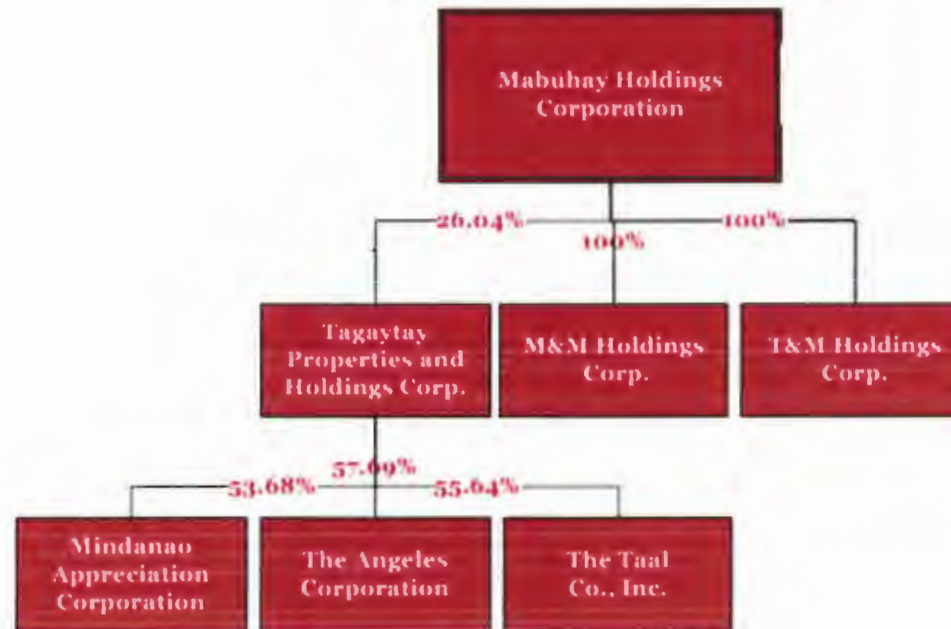 Mabuhay Holdings
Corporation
26.04%
100%
100%
Tagaytay
Properties and
Holdings Corp.
M&M Holdings
Corp.
T&M Holdings
Corp.
53.68%
57.69%
55.64%
Mindanao
Appreciation
Corporation
The Angeles
Corporation
The Taal
Co., Inc.